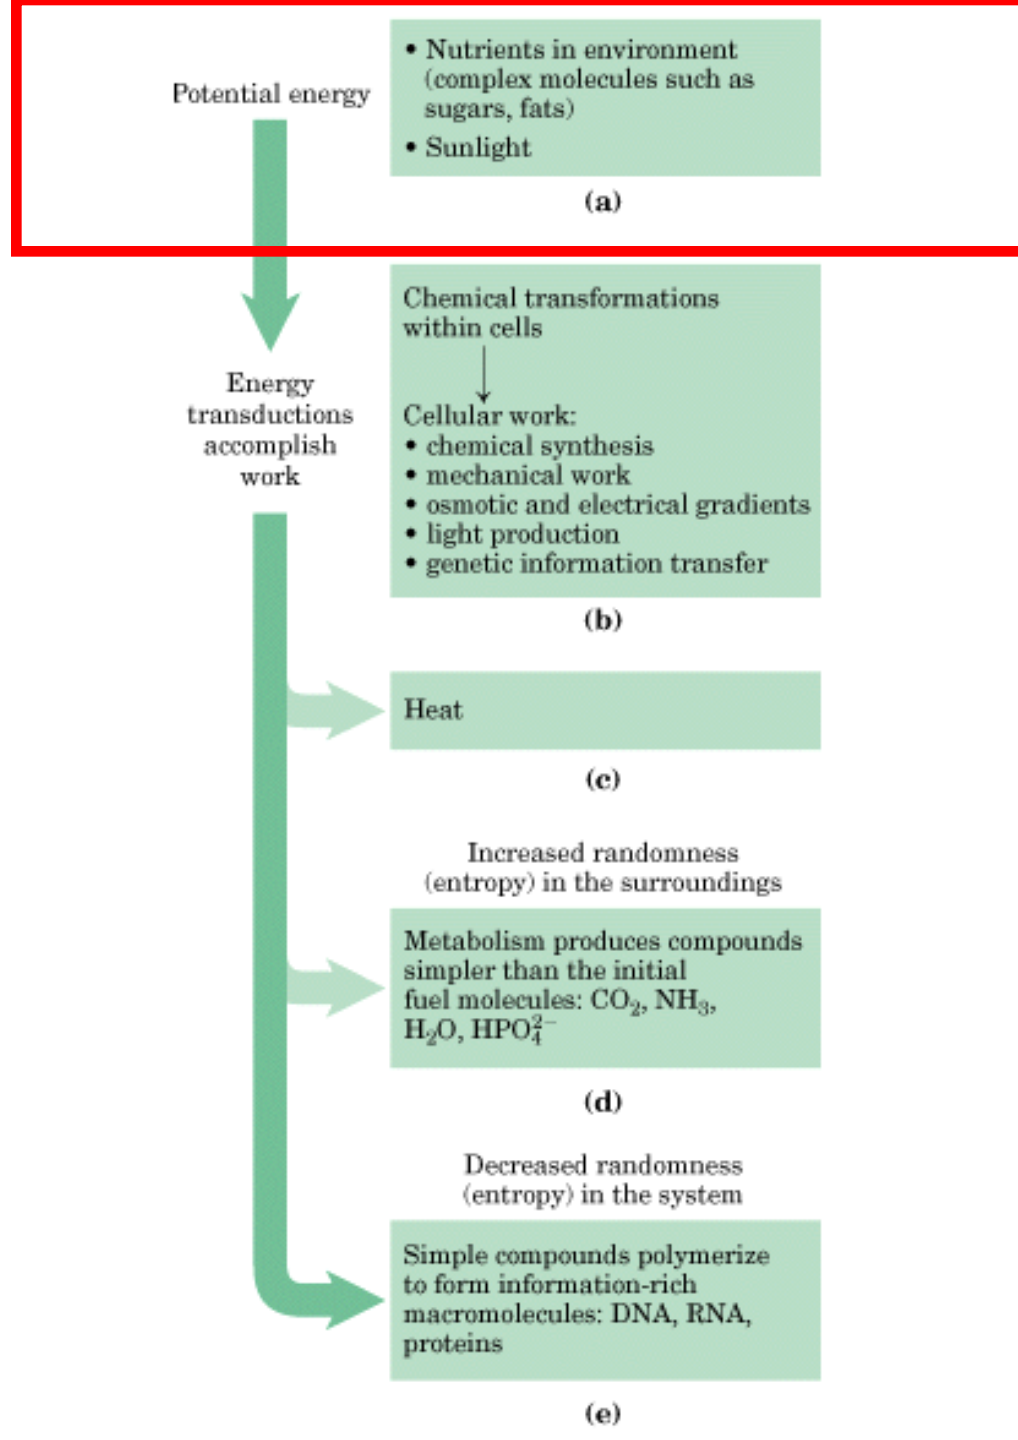 Potential energy
• Nutrients in environment
(complex molecules such as
sugars, fats)
• Sunlight
(a)
Energy
transductions
accomplish
work
Chemical transformations
within cells
Cellular work:
• chemical synthesis
• mechanical work
• osmotic and electrical gradients
• light production
• genetic information transfer
(b)
Heat
(c)
Increased randomness
(entropy) in the surroundings
Metabolism produces compounds
simpler than the initial
fuel molecules: CO₂, NH₃,
H₂O, HPO₄²⁻
(d)
Decreased randomness
(entropy) in the system
Simple compounds polymerize
to form information-rich
macromolecules: DNA, RNA,
proteins
(e)